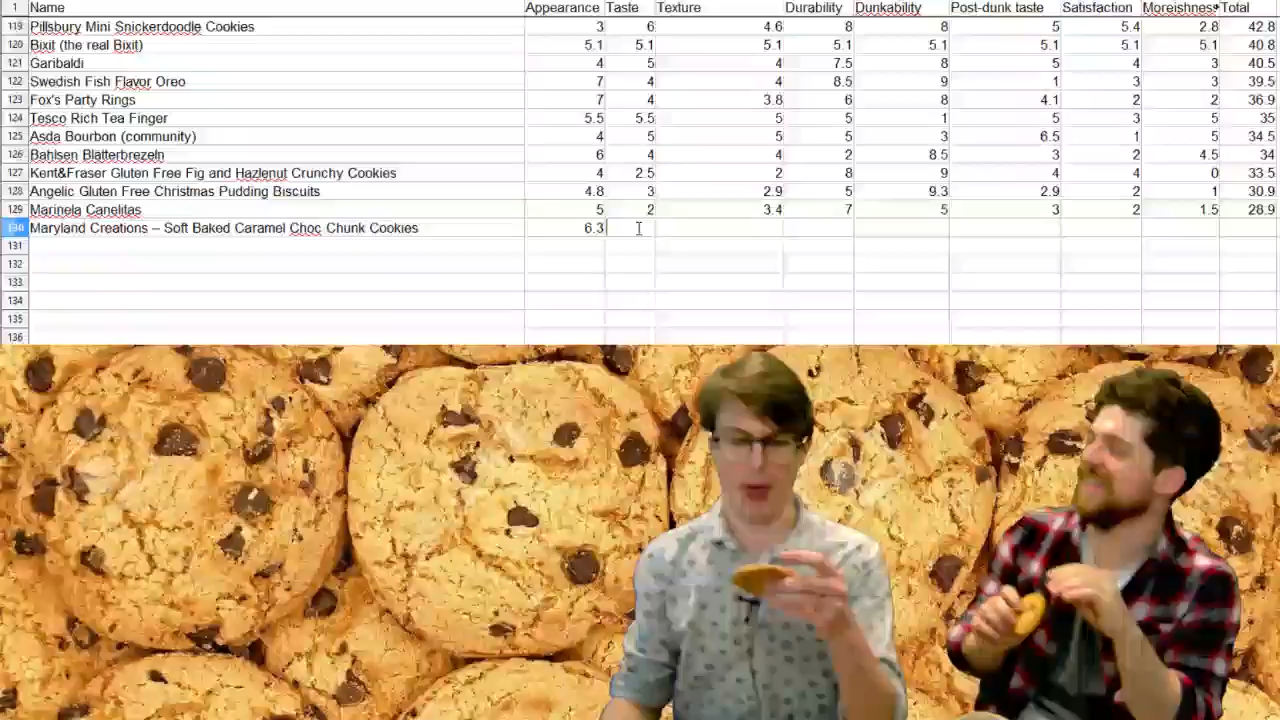 1 Name Appearance Taste Texture Durability Dunkability Post-dunk taste Satisfaction Moreishness Total
119 Pillsbury Mini Snickerdoodle Cookies 3 6 4.6 8 8 5 5.4 2.8 42.8
120 Bixit (the real Bixit) 5.1 5.1 5.1 5.1 5.1 5.1 5.1 5.1 40.8
121 Garibaldi 4 5 4 7.5 8 5 4 3 40.5
122 Swedish Fish Flavor Oreo 7 4 4 8.5 9 1 3 3 39.5
123 Fox's Party Rings 7 4 3.8 6 8 4.1 2 2 36.9
124 Tesco Rich Tea Finger 5.5 5.5 5 5 1 5 3 5 35
125 Asda Bourbon (community) 4 5 5 5 3 6.5 1 5 34.5
126 Bahlsen Blätterbrezeln 6 4 4 2 8.5 3 2 4.5 34
127 Kent&Fraser Gluten Free Fig and Hazlenut Crunchy Cookies 4 2.5 2 8 9 4 4 0 33.5
128 Angelic Gluten Free Christmas Pudding Biscuits 4.8 3 2.9 5 9.3 2.9 2 1 30.9
129 Marinela Canelitas 5 2 3.4 7 5 3 2 1.5 28.9
130 Maryland Creations – Soft Baked Caramel Choc Chunk Cookies 6.3
131
132
133
134
135
136